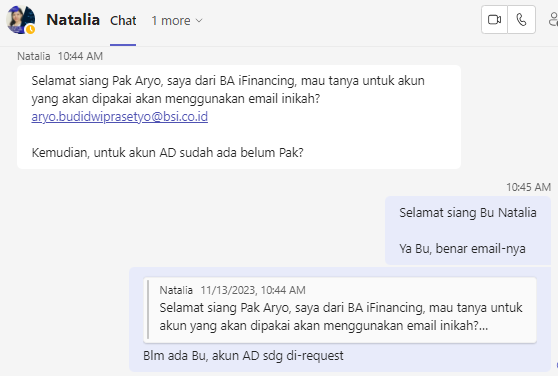 Natalia Chat 1 more
Natalia 10:44 AM
Selamat siang Pak Aryo, saya dari BA iFinancing, mau tanya untuk akun
yang akan dipakai akan menggunakan email inikah?
aryo.budidwiprasetyo@bsi.co.id
Kemudian, untuk akun AD sudah ada belum Pak?
10:45 AM
Selamat siang Bu Natalia
Ya Bu, benar email-nya
Natalia 11/13/2023, 10:44 AM
Selamat siang Pak Aryo, saya dari BA iFinancing, mau tanya untuk
akun yang akan dipakai akan menggunakan email inikah?...
Blm ada Bu, akun AD sdg di-request